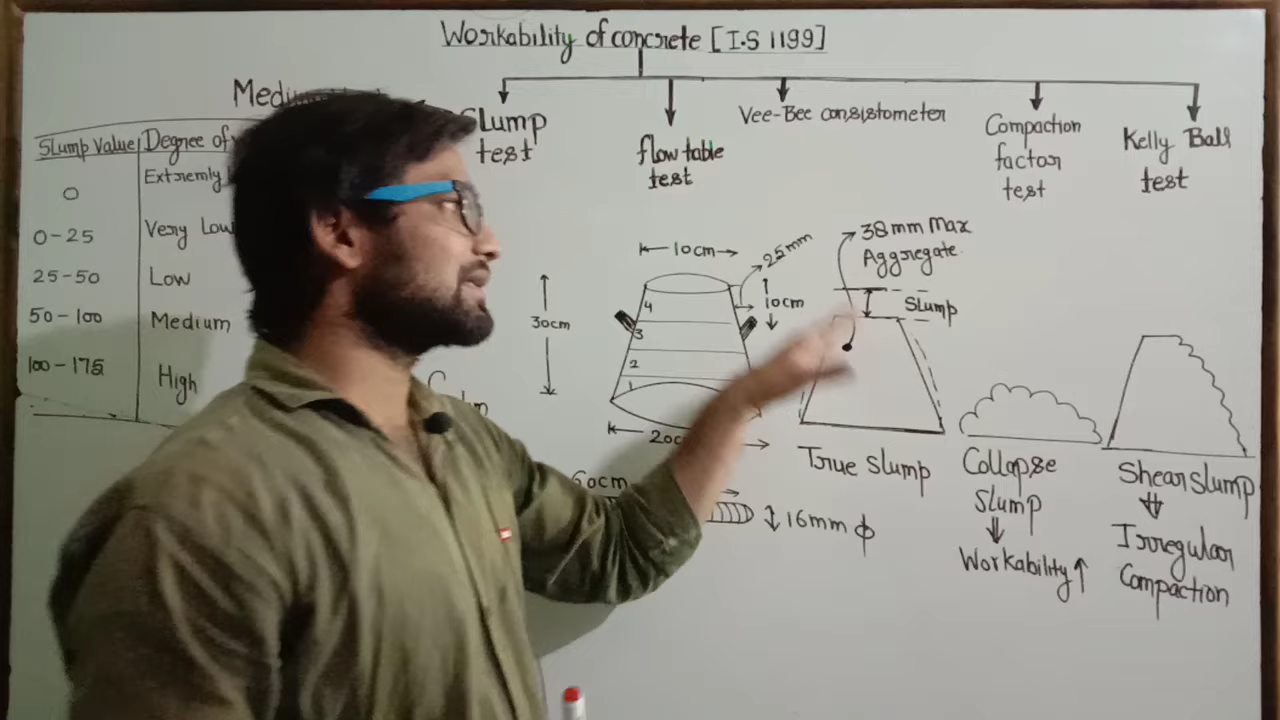 Workability of concrete [I.S 1199]
Slump test
flow table test
Vee-Bee consistometer
Compaction factor test
Kelly Ball test
Slump Value Degree of
0 Extremly
0-25 Very Low
25-50 Low
50-100 Medium
100-175 High
30cm
10cm
25mm
10cm
4
3
2
1
60cm
16mm ϕ
38mm Max
Aggregate
Slump
True Slump
Collapse
Slump
Workability ↑
Shear slump
Irregular
Compaction